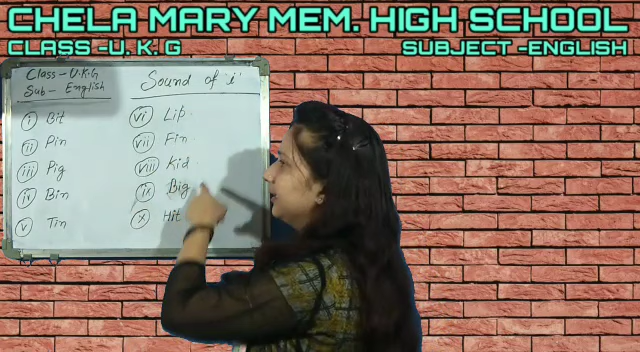 CHELA MARY MEM. HIGH SCHOOL
CLASS -U. K. G
SUBJECT -ENGLISH
Class - U.K.G
Sub - English
Sound of 'i'
(i) Bit
(ii) Pin
(iii) Pig
(iv) Bin
(v) Tin
(vi) Lip
(vii) Fin
(viii) Kid
(ix) Big
(x) Hit